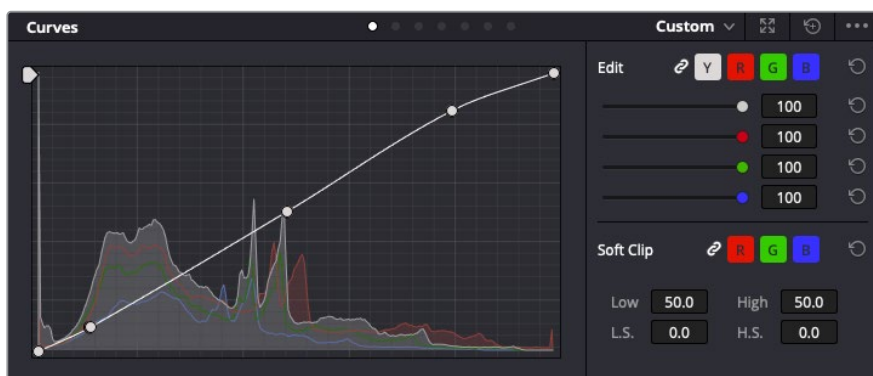 Curves Custom
Edit Y R G B
100
100
100
100
Soft Clip R G B
Low 50.0 High 50.0
L.S. 0.0 H.S. 0.0